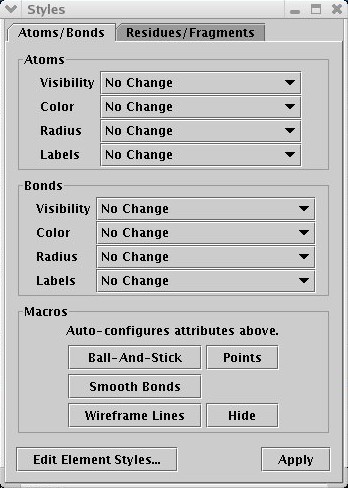 Styles
Atoms/Bonds Residues/Fragments
Atoms
Visibility No Change
Color No Change
Radius No Change
Labels No Change
Bonds
Visibility No Change
Color No Change
Radius No Change
Labels No Change
Macros
Auto-configures attributes above.
Ball-And-Stick Points
Smooth Bonds
Wireframe Lines Hide
Edit Element Styles... Apply